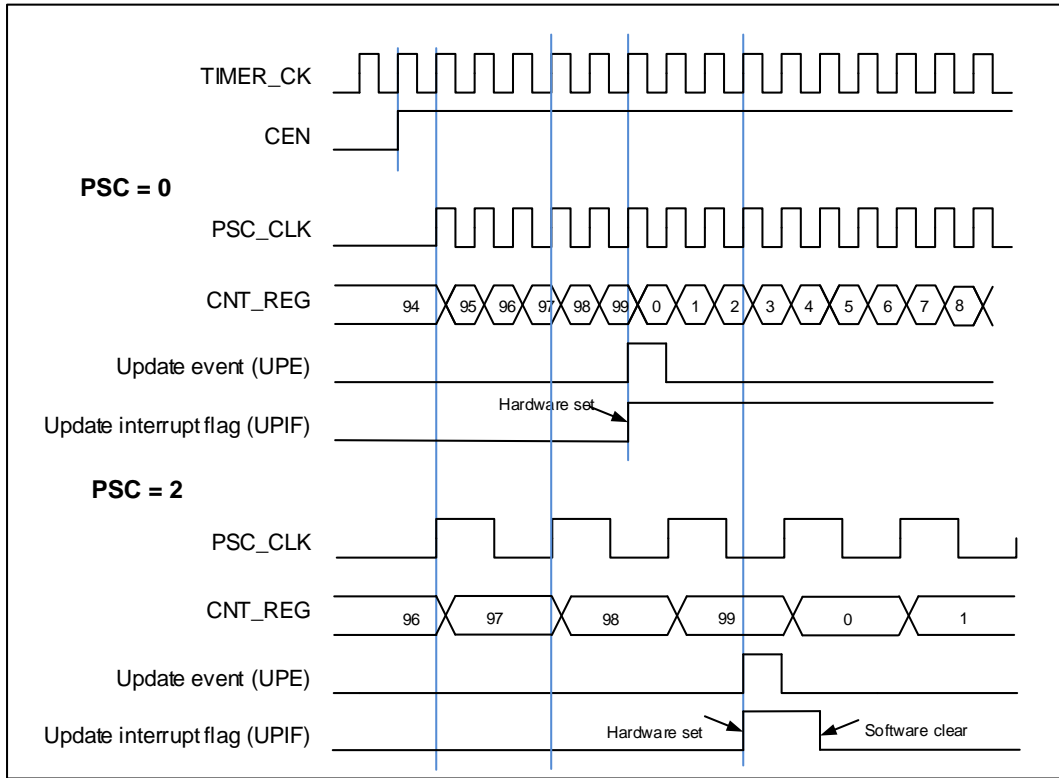 TIMER_CK
CEN
PSC = 0
PSC_CLK
CNT_REG 94 95 96 97 98 99 0 1 2 3 4 5 6 7 8
Update event (UPE)
Hardware set
Update interrupt flag (UPIF)
PSC = 2
PSC_CLK
CNT_REG 96 97 98 99 0 1
Update event (UPE)
Update interrupt flag (UPIF) Hardware set Software clear